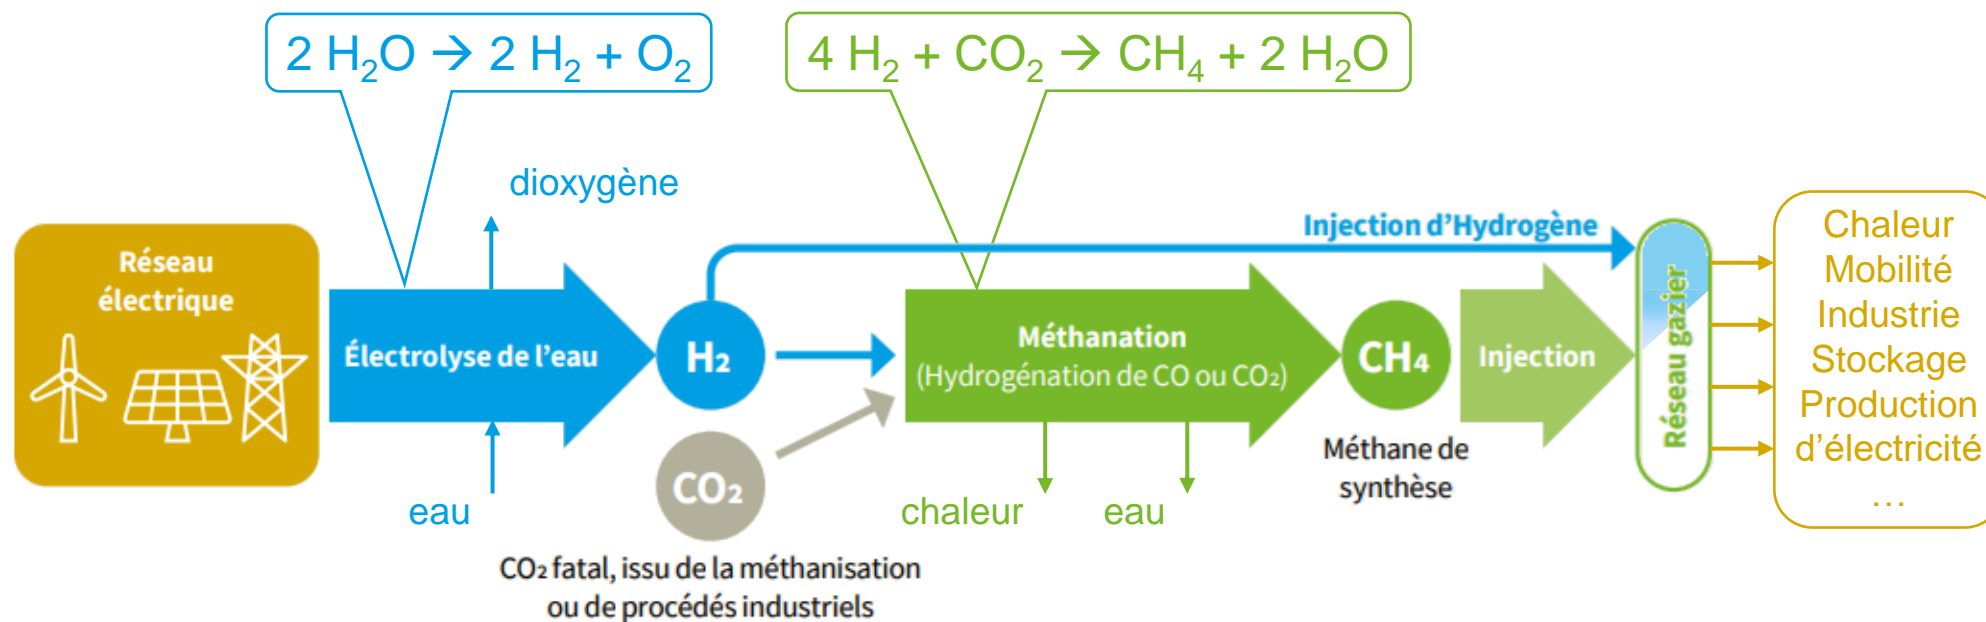 2 H₂O → 2 H₂ + O₂
4 H₂ + CO₂ → CH₄ + 2 H₂O
dioxygène
Réseau
électrique
Électrolyse de l’eau
eau
H₂
CO₂
CO₂ fatal, issu de la méthanisation
ou de procédés industriels
Injection d’Hydrogène
Méthanation
(Hydrogénation de CO ou CO₂)
chaleur
eau
CH₄
Méthane de
synthèse
Injection
Réseau gazier
Chaleur
Mobilité
Industrie
Stockage
Production
d’électricité
…